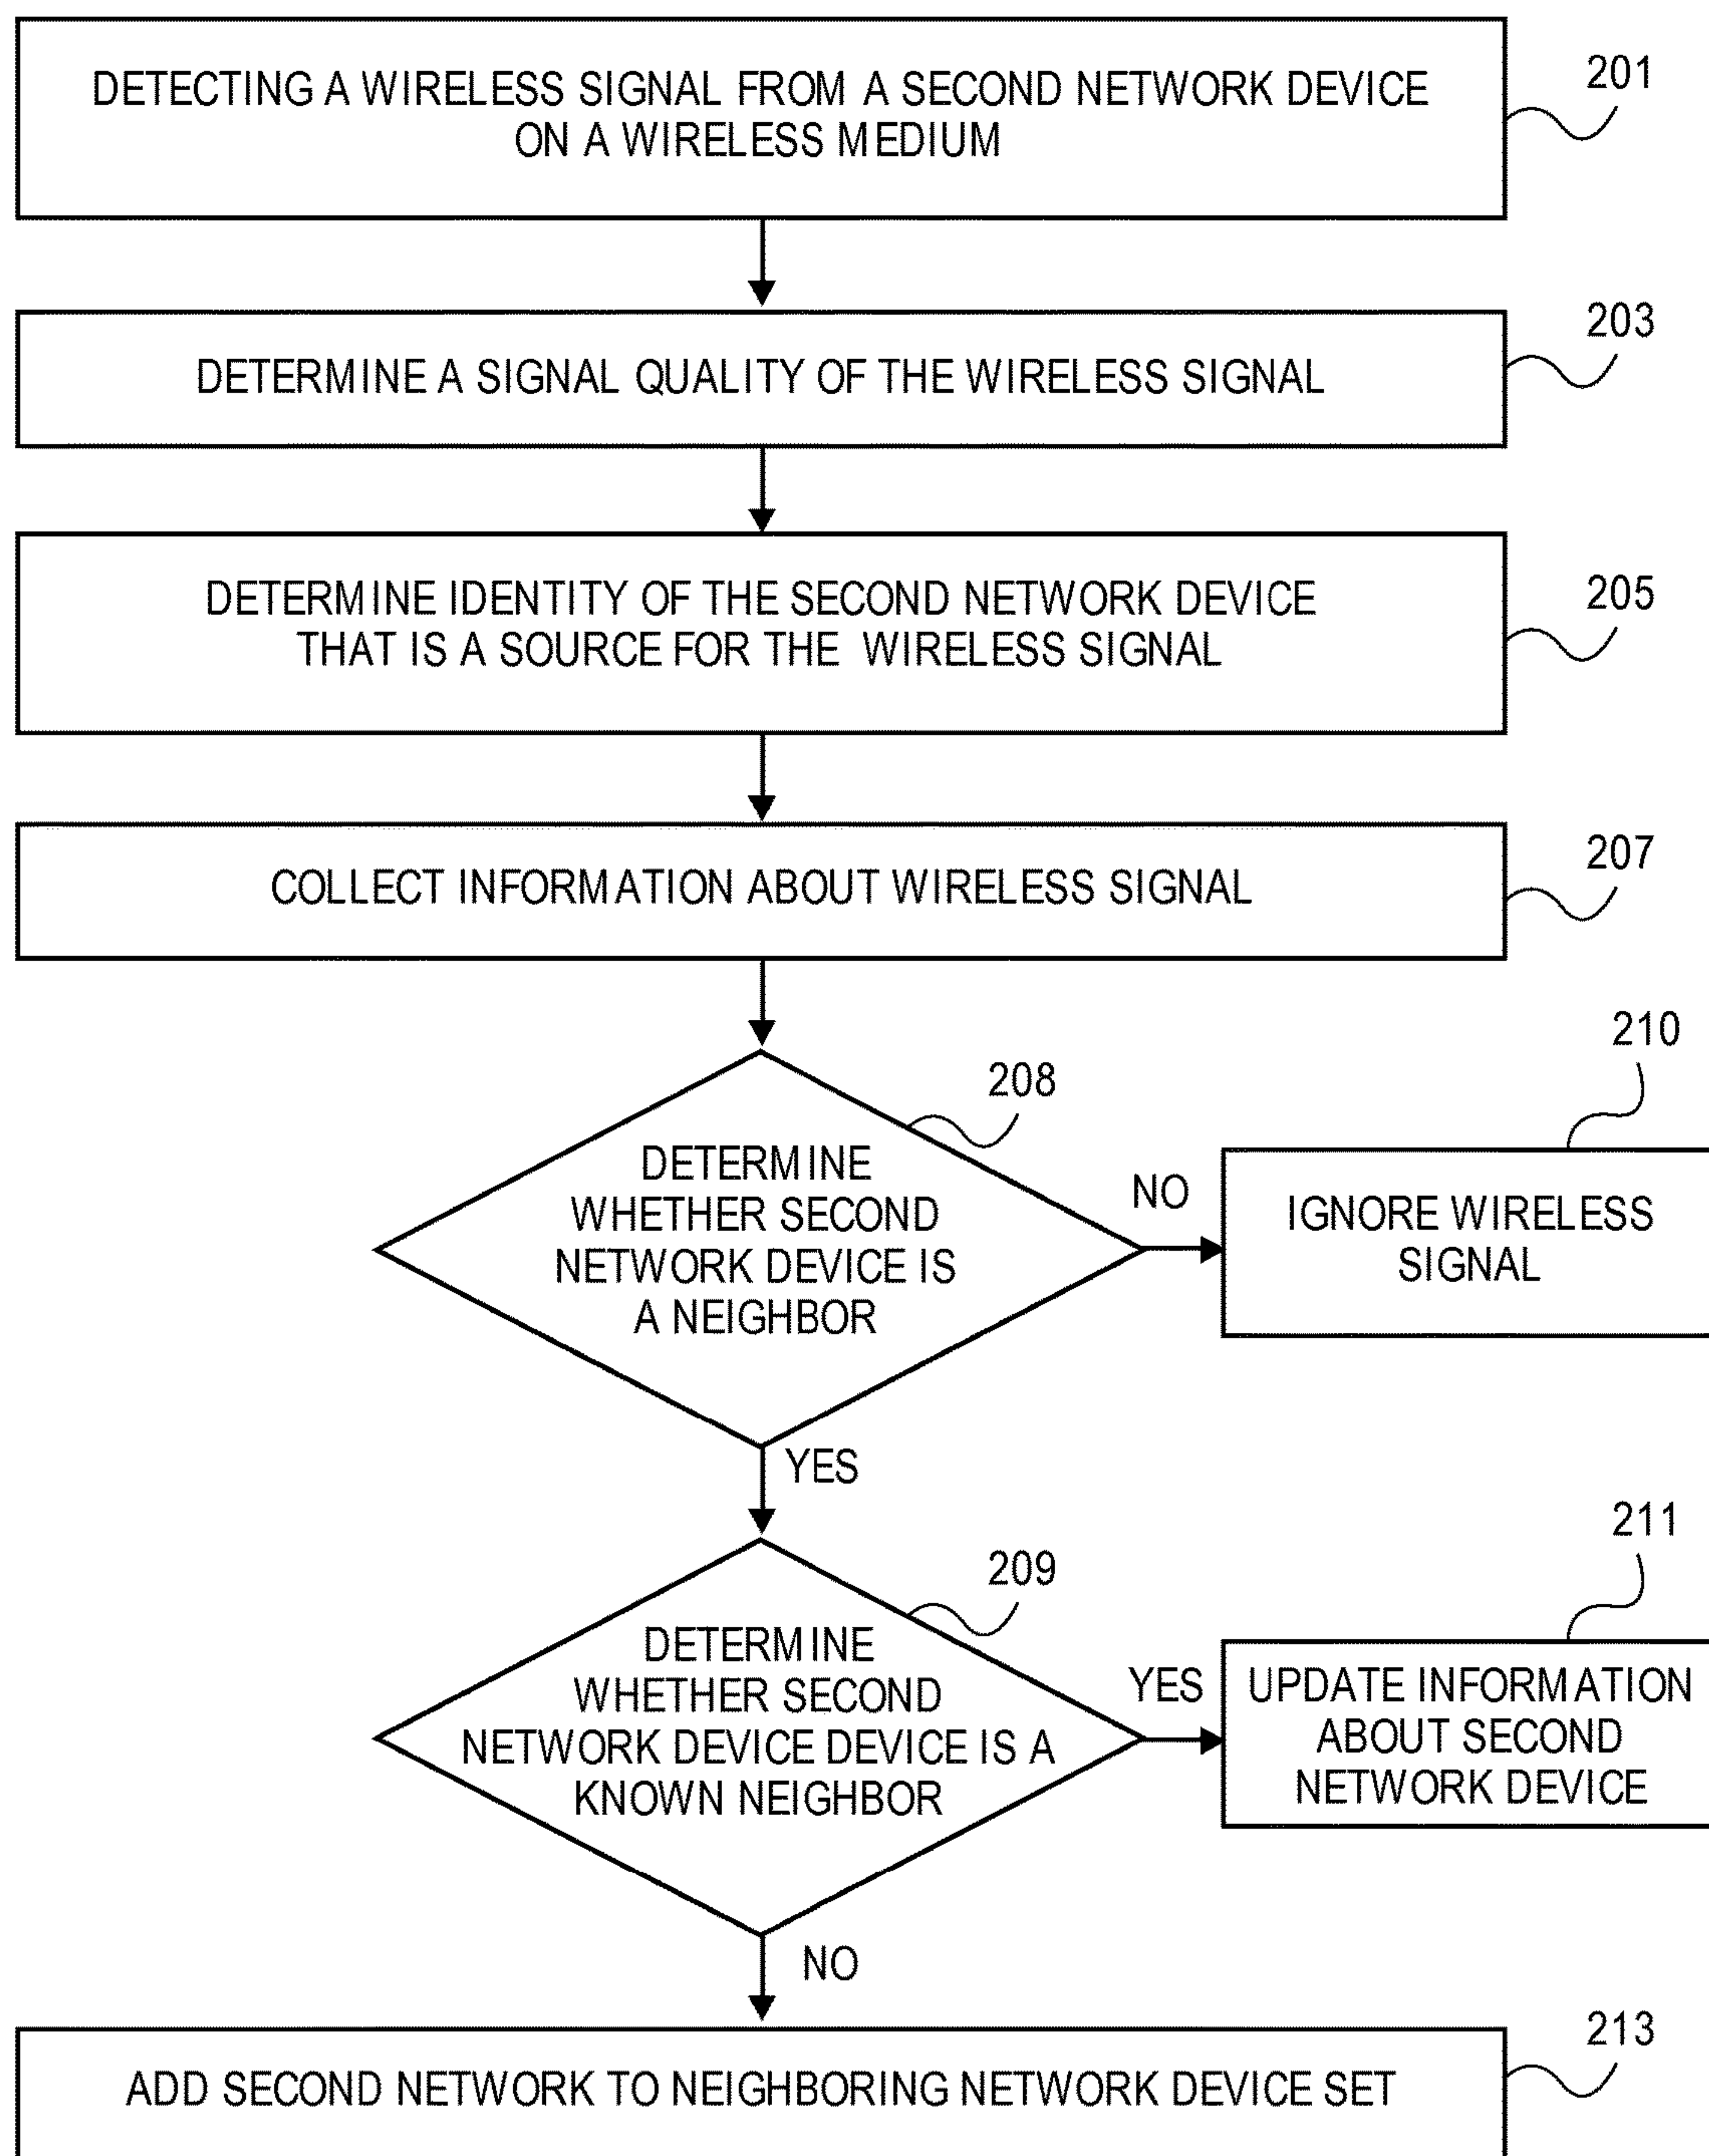 DETECTING A WIRELESS SIGNAL FROM A SECOND NETWORK DEVICE
ON A WIRELESS MEDIUM
201
DETERMINE A SIGNAL QUALITY OF THE WIRELESS SIGNAL
203
DETERMINE IDENTITY OF THE SECOND NETWORK DEVICE
THAT IS A SOURCE FOR THE WIRELESS SIGNAL
205
COLLECT INFORMATION ABOUT WIRELESS SIGNAL
207
208
DETERMINE
WHETHER SECOND
NETWORK DEVICE IS
A NEIGHBOR
NO
210
IGNORE WIRELESS
SIGNAL
YES
209
DETERMINE
WHETHER SECOND
NETWORK DEVICE DEVICE IS A
KNOWN NEIGHBOR
YES
211
UPDATE INFORMATION
ABOUT SECOND
NETWORK DEVICE
NO
ADD SECOND NETWORK TO NEIGHBORING NETWORK DEVICE SET
213